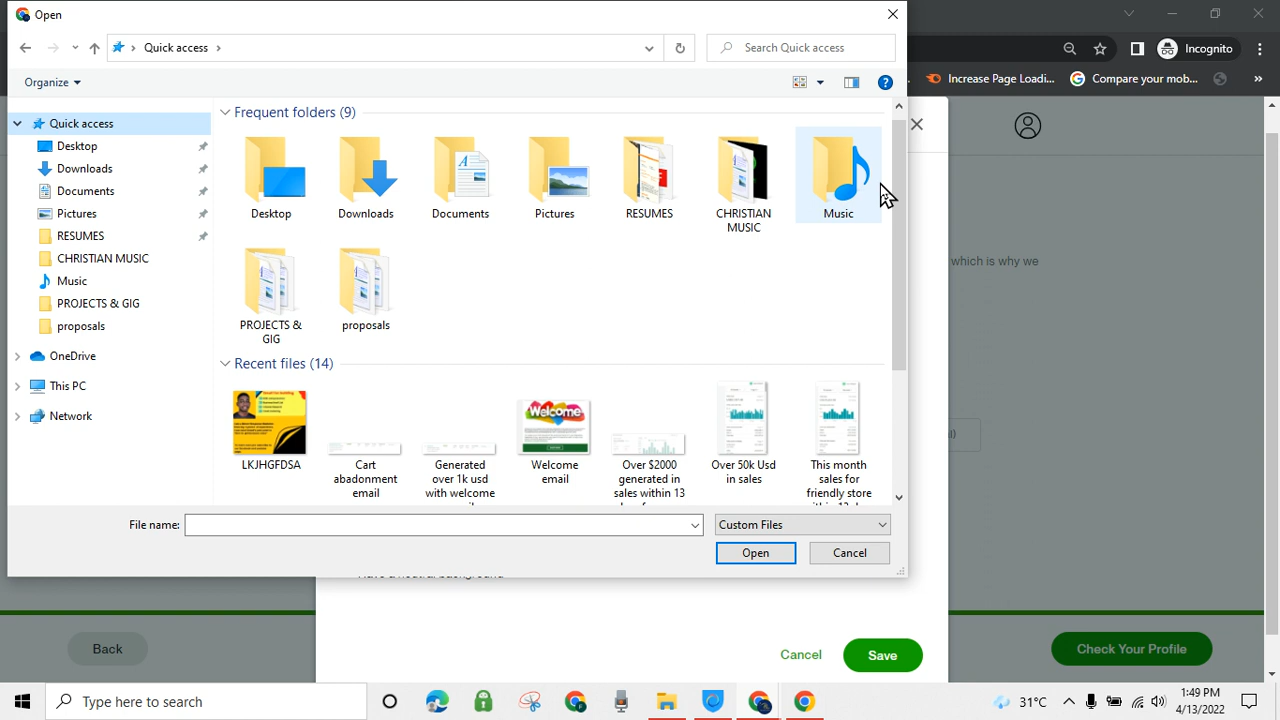 Open
Quick access
Search Quick access
Incognito
Increase Page Loadi...
Compare your mob...
Organize
Quick access
Desktop
Downloads
Documents
Pictures
RESUMES
CHRISTIAN MUSIC
Music
PROJECTS & GIG
proposals
OneDrive
This PC
Network
Frequent folders (9)
Desktop
Downloads
Documents
Pictures
RESUMES
CHRISTIAN
MUSIC
Music
PROJECTS &
GIG
proposals
Recent files (14)
Welcome
LKJHGFDSA
Cart
abadonment
email
Generated
over 1k usd
with welcome
Welcome
email
Over $2000
generated in
sales within 13
Over 50k Usd
in sales
This month
sales for
friendly store
File name:
Custom Files
Open
Cancel
which is why we
Have a neutral background
Cancel
Save
Back
Check Your Profile
Type here to search
31°C
1:49 PM
4/13/2022